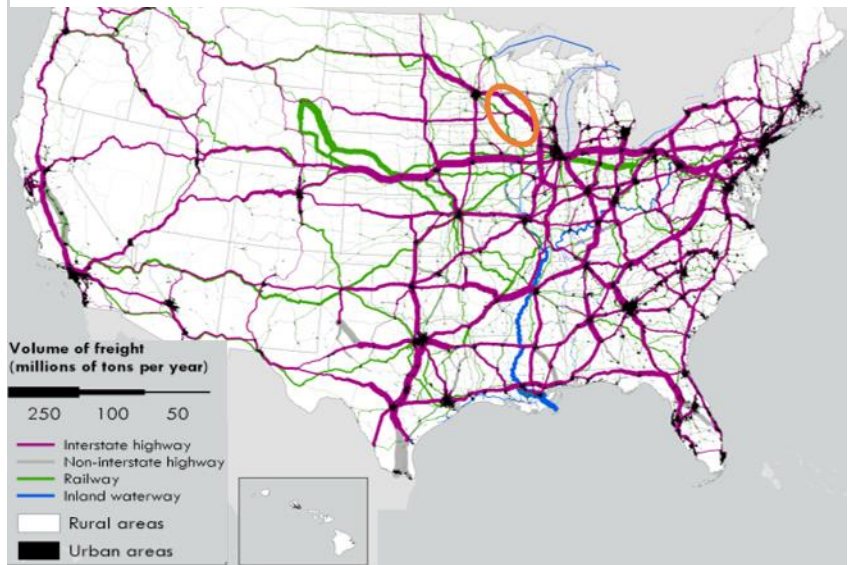 Volume of freight
(millions of tons per year)
250 100 50
Interstate highway
Non-interstate highway
Railway
Inland waterway
Rural areas
Urban areas